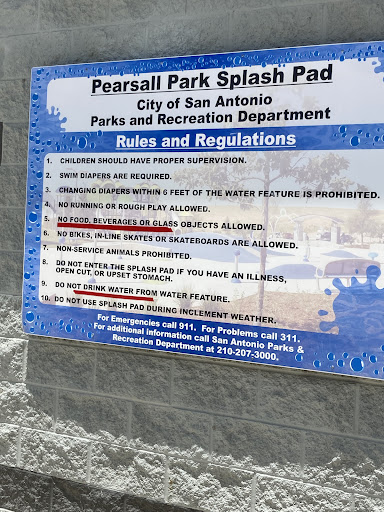 Pearsall Park Splash Pad
City of San Antonio
Parks and Recreation Department
Rules and Regulations
1. CHILDREN SHOULD HAVE PROPER SUPERVISION.
2. SWIM DIAPERS ARE REQUIRED.
3. CHANGING DIAPERS WITHIN 6 FEET OF THE WATER FEATURE IS PROHIBITED.
4. NO RUNNING OR ROUGH PLAY ALLOWED.
5. NO FOOD, BEVERAGES OR GLASS OBJECTS ALLOWED.
6. NO BIKES, IN-LINE SKATES OR SKATEBOARDS ARE ALLOWED.
7. NON-SERVICE ANIMALS PROHIBITED.
8. DO NOT ENTER THE SPLASH PAD IF YOU HAVE AN ILLNESS,
OPEN CUT, OR UPSET STOMACH.
9. DO NOT DRINK WATER FROM WATER FEATURE.
10. DO NOT USE SPLASH PAD DURING INCLEMENT WEATHER.
For Emergencies call 911. For Problems call 311.
For additional information call San Antonio Parks &
Recreation Department at 210-207-3000.